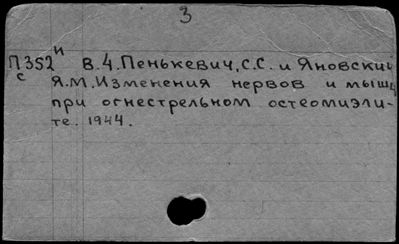 3
и
П352 В.4.Пенькевич,С.С. и Яновский
с Я.М.Изменения нервов и мышц
при огнестрельном остеомиэли-
те. 1944.